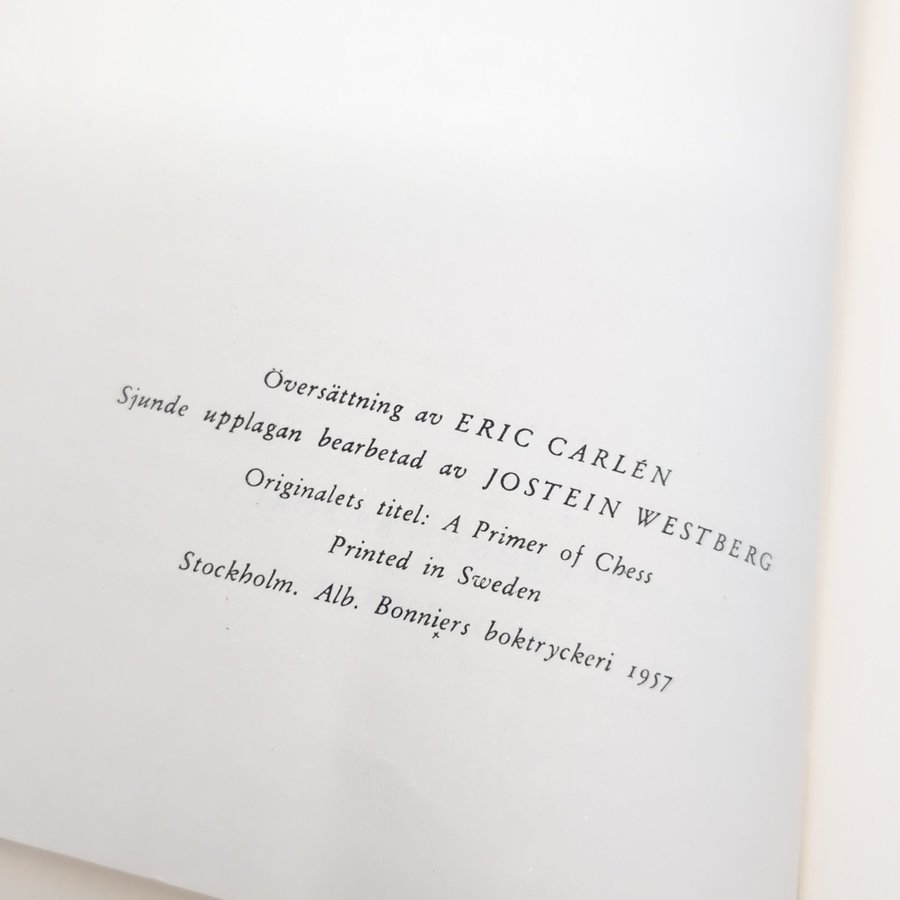 Översättning av ERIC CARLÉN
Sjunde upplagan bearbetad av JOSTEIN WESTBERG
Originalets titel: A Primer of Chess
Printed in Sweden
Stockholm. Alb. Bonniers boktryckeri 1957